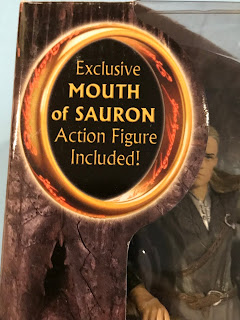 Exclusive
MOUTH
of SAURON
Action Figure
Included!